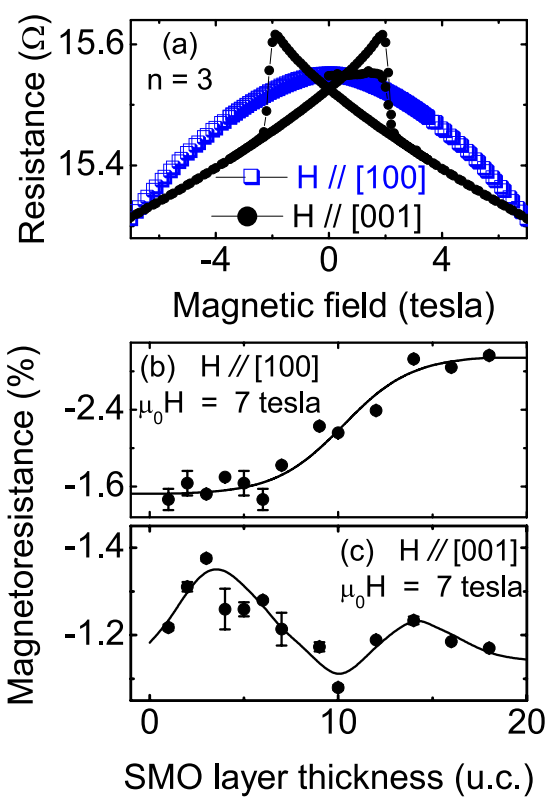 (a)
n = 3
Resistance (Ω)
15.6
15.4
H // [100]
H // [001]
-4 0 4
Magnetic field (tesla)
Magnetoresistance (%)
(b) H // [100]
μ₀H = 7 tesla
-2.4
-1.6
(c) H // [001]
μ₀H = 7 tesla
-1.4
-1.2
0 10 20
SMO layer thickness (u.c.)